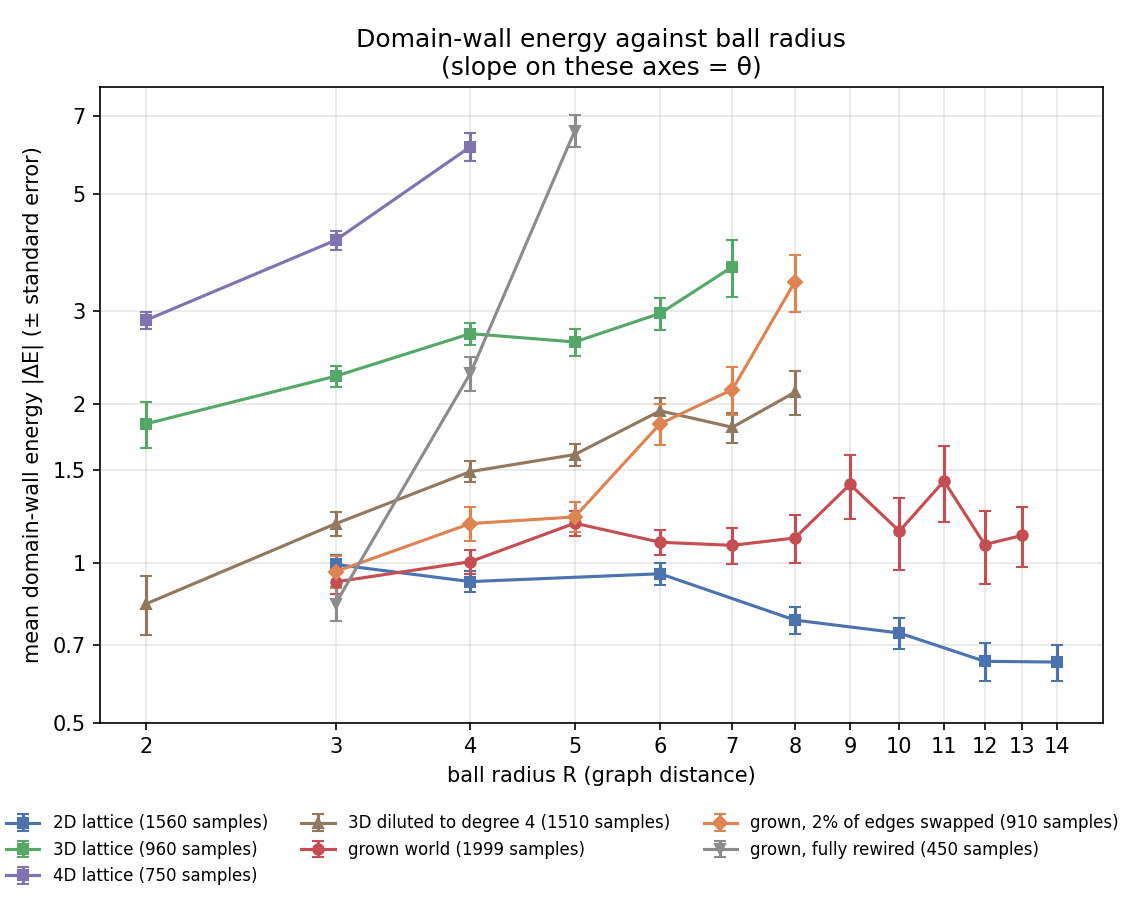 Domain-wall energy against ball radius
(slope on these axes = θ)
mean domain-wall energy |ΔE| (± standard error)
7
5
3
2
1.5
1
0.7
0.5
2 3 4 5 6 7 8 9 10 11 12 13 14
ball radius R (graph distance)
2D lattice (1560 samples)
3D lattice (960 samples)
4D lattice (750 samples)
3D diluted to degree 4 (1510 samples)
grown world (1999 samples)
grown, 2% of edges swapped (910 samples)
grown, fully rewired (450 samples)